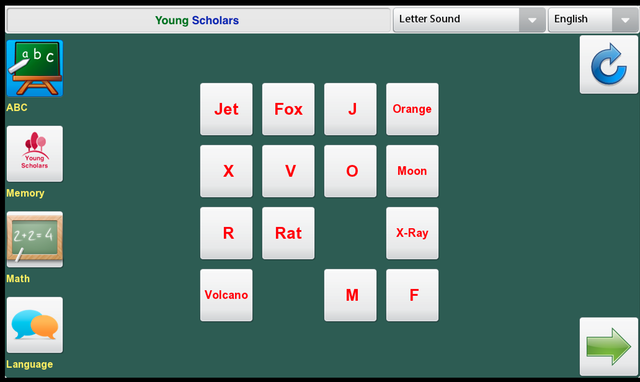 Young Scholars
Letter Sound
English
a b c
ABC
Young
Scholars
Memory
2+2=4
Math
Language
Jet
Fox
J
Orange
X
V
O
Moon
R
Rat
X-Ray
Volcano
M
F